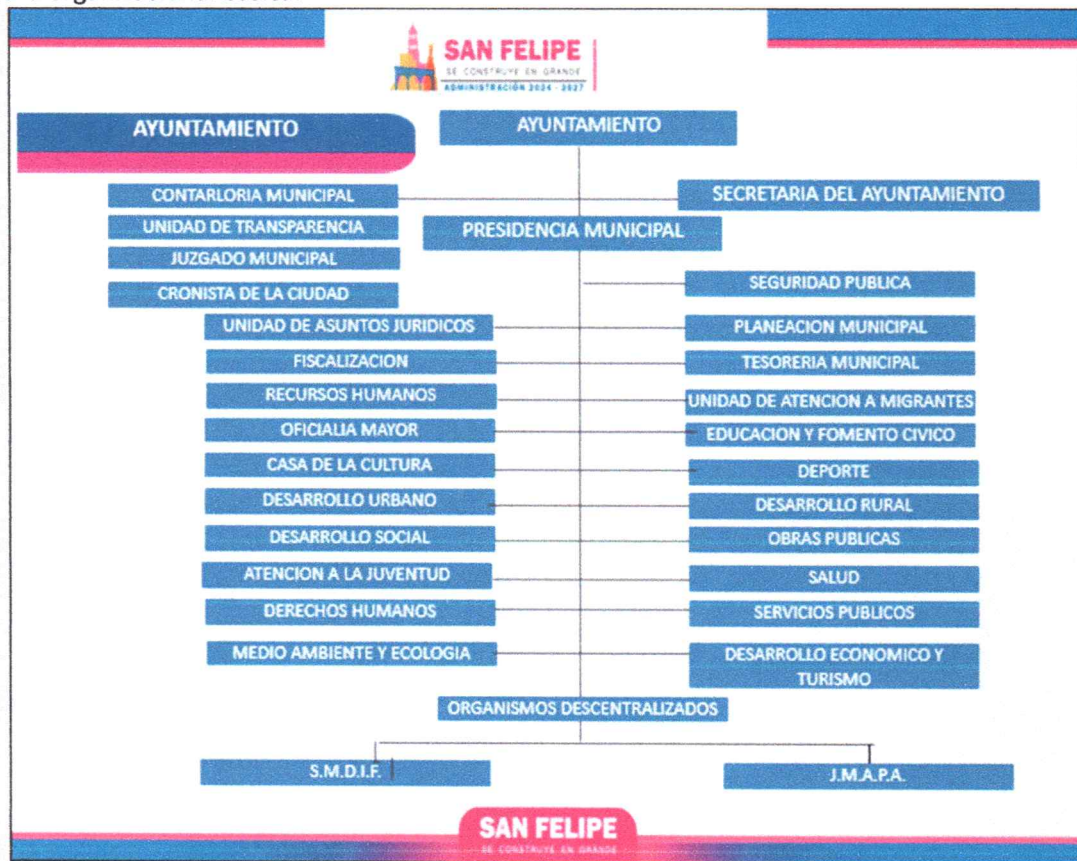 SAN FELIPE
SE CONSTRUYE EN GRANDE
ADMINISTRACIÓN 2024 - 2027
AYUNTAMIENTO
AYUNTAMIENTO
CONTARLORIA MUNICIPAL
SECRETARIA DEL AYUNTAMIENTO
UNIDAD DE TRANSPARENCIA
PRESIDENCIA MUNICIPAL
JUZGADO MUNICIPAL
CRONISTA DE LA CIUDAD
SEGURIDAD PUBLICA
UNIDAD DE ASUNTOS JURIDICOS
PLANEACION MUNICIPAL
FISCALIZACION
TESORERIA MUNICIPAL
RECURSOS HUMANOS
UNIDAD DE ATENCION A MIGRANTES
OFICIALIA MAYOR
EDUCACION Y FOMENTO CIVICO
CASA DE LA CULTURA
DEPORTE
DESARROLLO URBANO
DESARROLLO RURAL
DESARROLLO SOCIAL
OBRAS PUBLICAS
ATENCION A LA JUVENTUD
SALUD
DERECHOS HUMANOS
SERVICIOS PUBLICOS
MEDIO AMBIENTE Y ECOLOGIA
DESARROLLO ECONOMICO Y
TURISMO
ORGANISMOS DESCENTRALIZADOS
S.M.D.I.F.
J.M.A.P.A.
SAN FELIPE
SE CONSTRUYE EN GRANDE